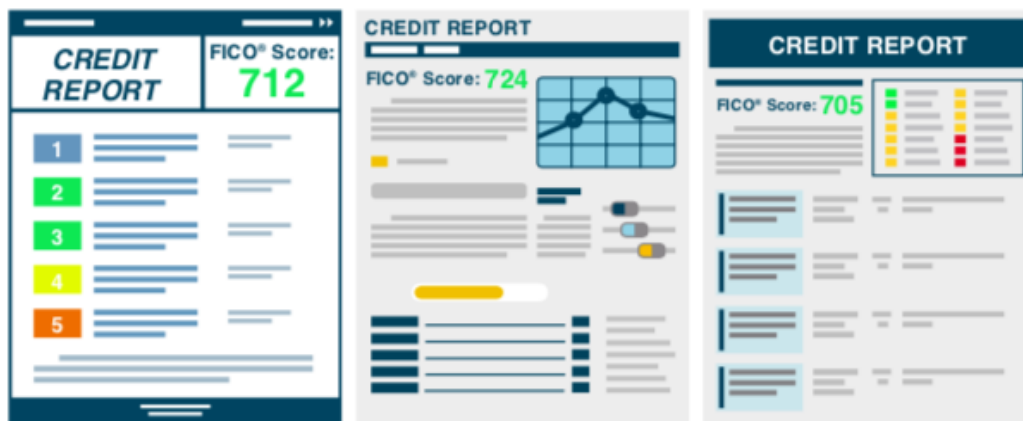 CREDIT
REPORT
FICO® Score:
712
1
2
3
4
5
CREDIT REPORT
FICO® Score: 724
CREDIT REPORT
FICO® Score: 705